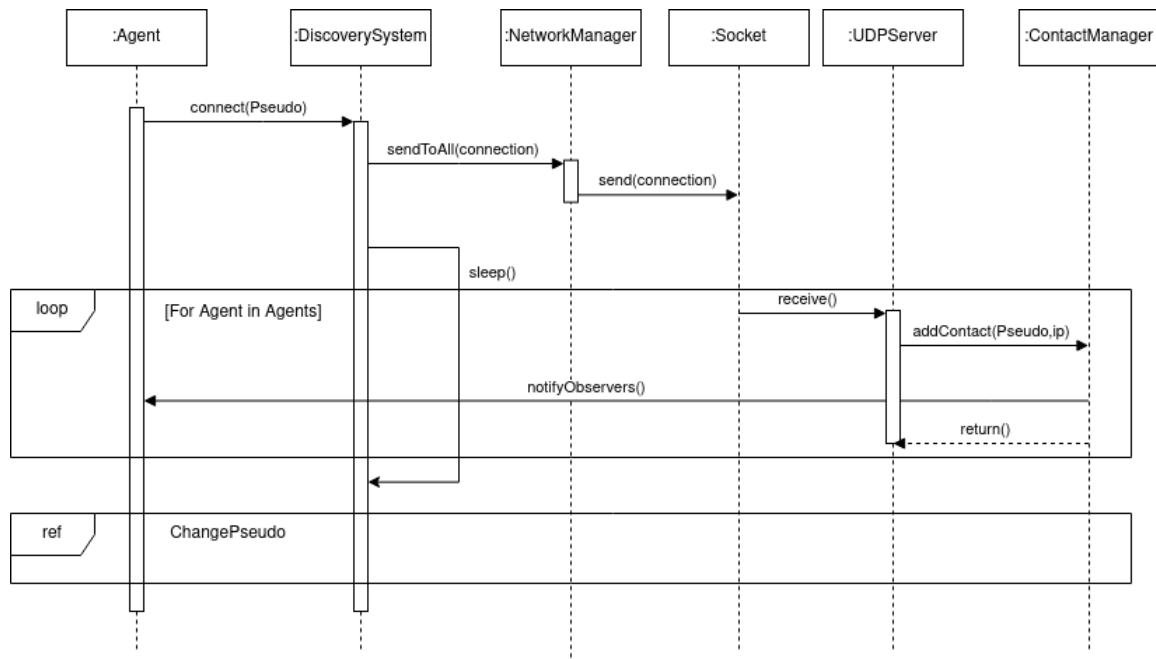 :Agent
:DiscoverySystem
:NetworkManager
:Socket
:UDPServer
:ContactManager
connect(Pseudo)
sendToAll(connection)
send(connection)
sleep()
loop
[For Agent in Agents]
receive()
addContact(Pseudo,ip)
notifyObservers()
return()
ref
ChangePseudo